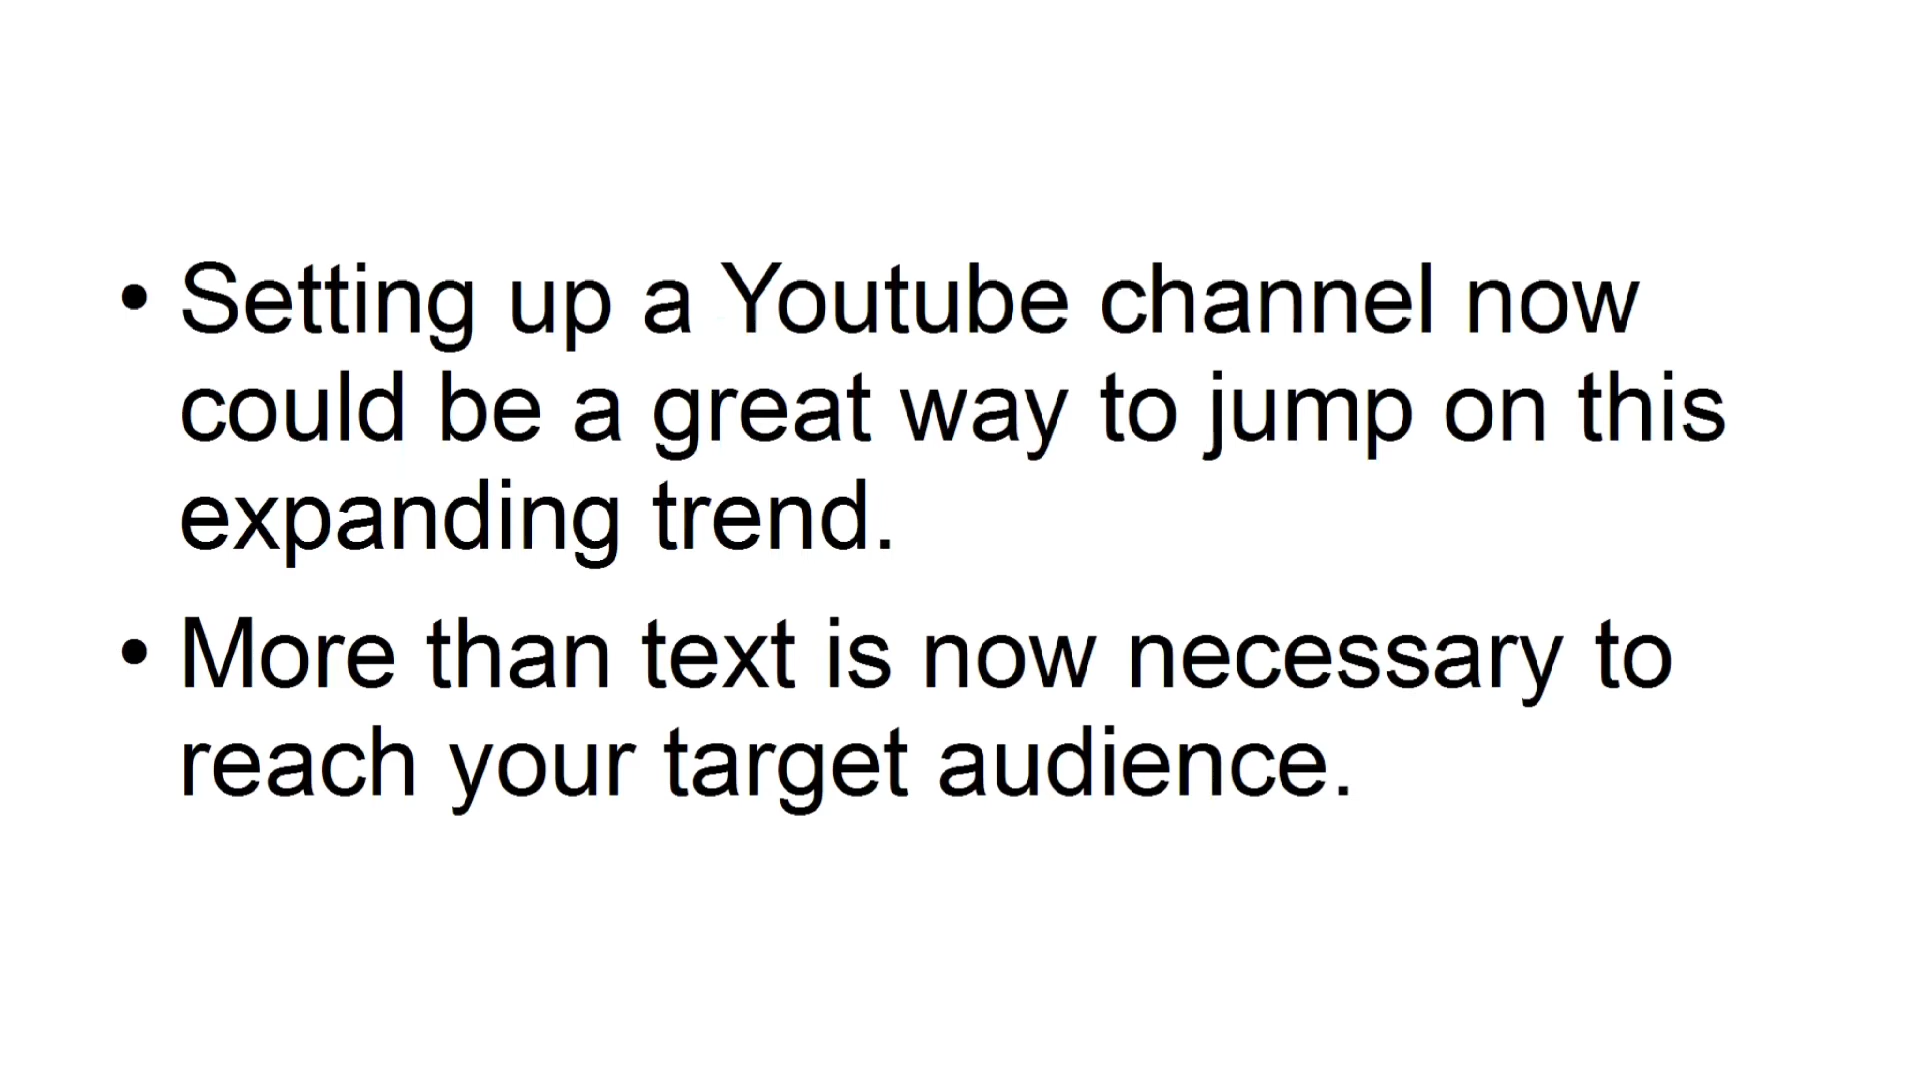 • Setting up a Youtube channel now
could be a great way to jump on this
expanding trend.
• More than text is now necessary to
reach your target audience.